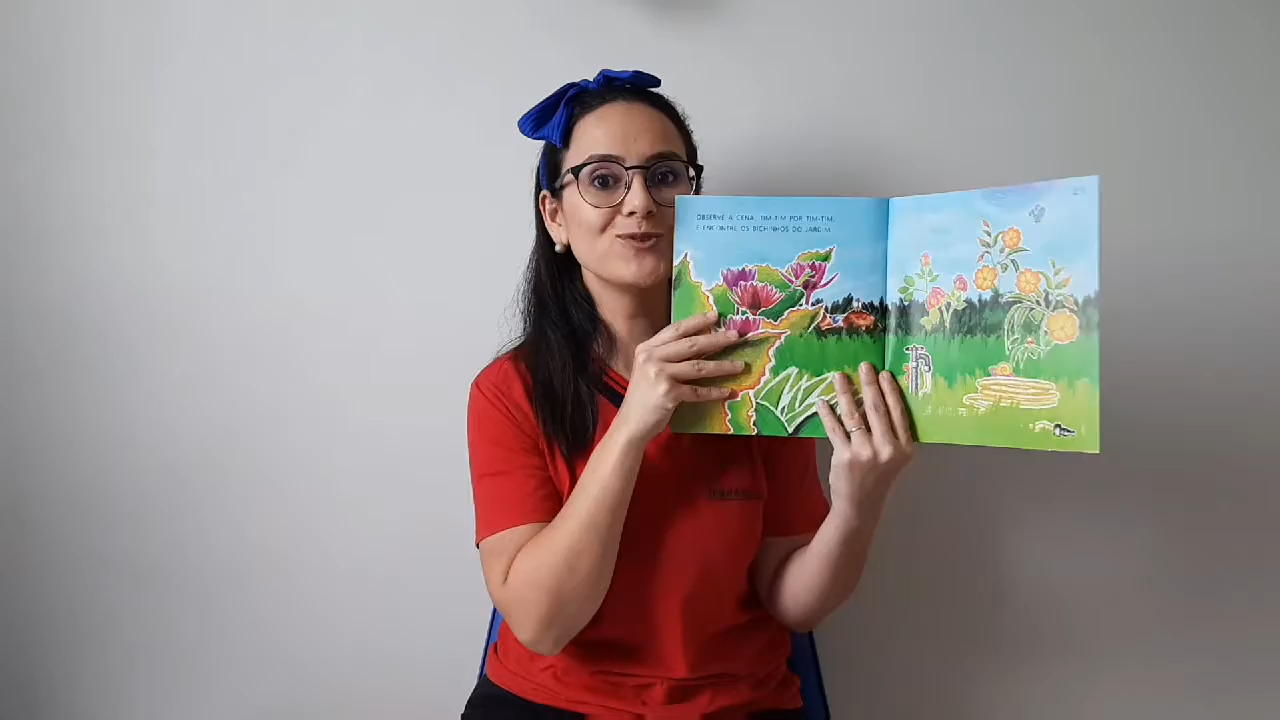 OBSERVE A CENA, TIM-TIM POR TIM-TIM,
E ENCONTRE OS BICHINHOS DO JARDIM.